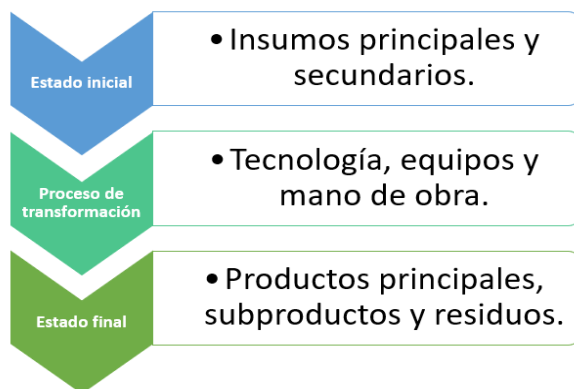 Estado inicial
• Insumos principales y
secundarios.
Proceso de
transformación
• Tecnología, equipos y
mano de obra.
Estado final
• Productos principales,
subproductos y residuos.